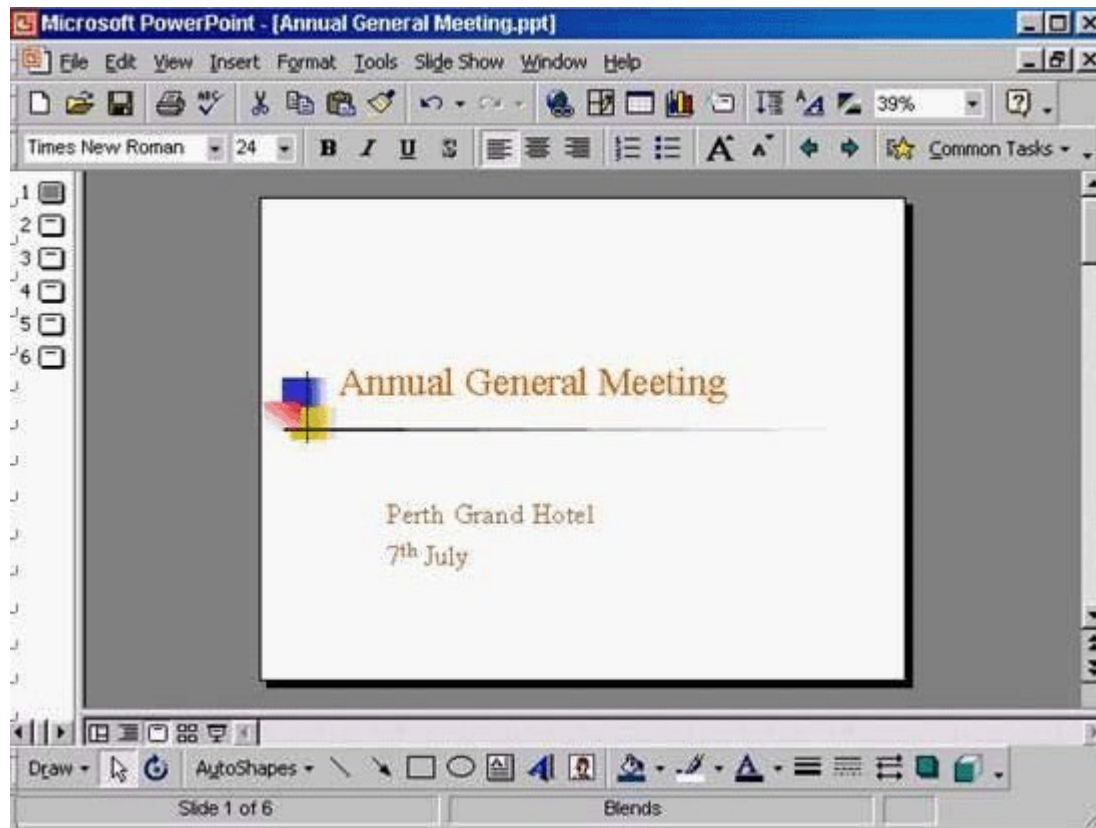 Microsoft PowerPoint - [Annual General Meeting.ppt]
File Edit View Insert Format Tools Slide Show Window Help
39%
Times New Roman 24 B I U S A A Common Tasks
1
2
3
4
5
6
Annual General Meeting
Perth Grand Hotel
7th July
Draw AutoShapes
Slide 1 of 6 Blends